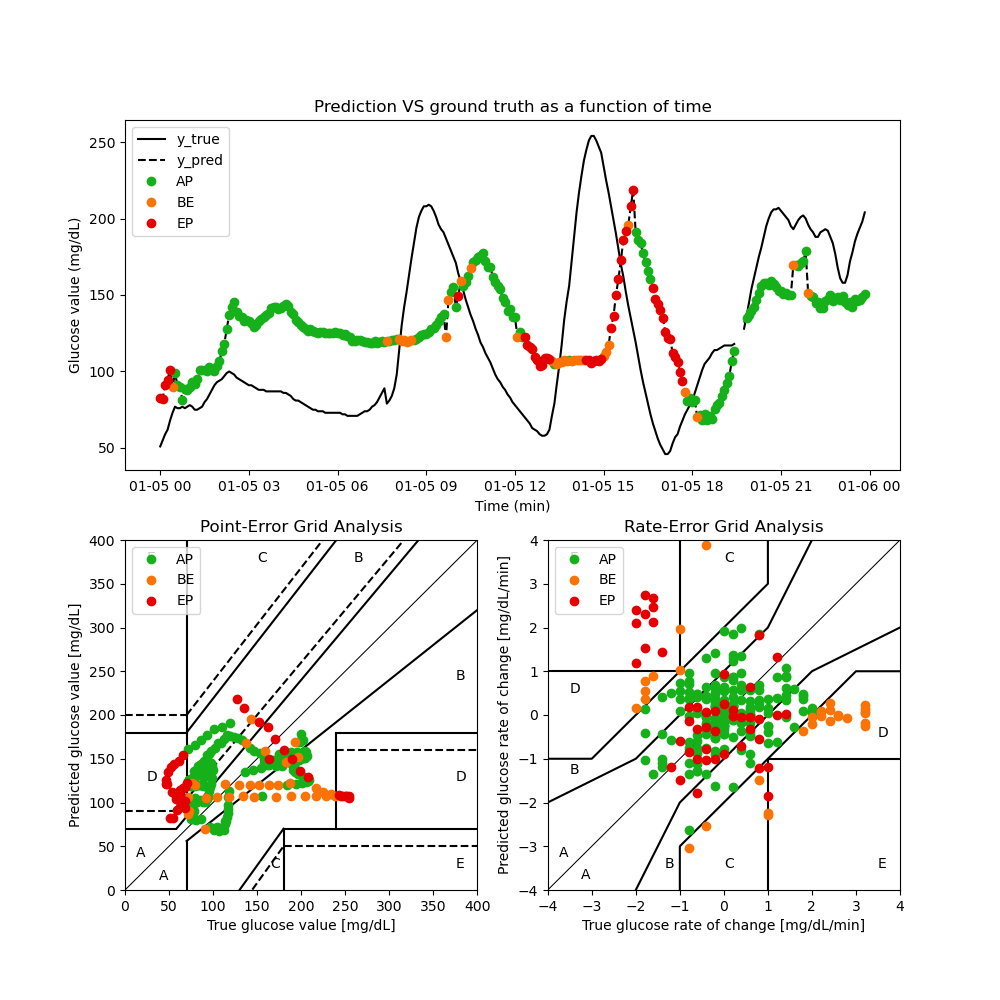 Prediction VS ground truth as a function of time
Glucose value (mg/dL)
250
200
150
100
50
y_true
y_pred
AP
BE
EP
01-05 00 01-05 03 01-05 06 01-05 09 01-05 12 01-05 15 01-05 18 01-05 21 01-06 00
Time (min)
Point-Error Grid Analysis
Predicted glucose value [mg/dL]
400
350
300
250
200
150
100
50
0
AP
BE
EP
C B
B
D D
A
A C E
0 50 100 150 200 250 300 350 400
True glucose value [mg/dL]
Rate-Error Grid Analysis
Predicted glucose rate of change [mg/dL/min]
4
3
2
1
0
−1
−2
−3
−4
AP
BE
EP
C
D
D
B
A
A B C E
−4 −3 −2 −1 0 1 2 3 4
True glucose rate of change [mg/dL/min]